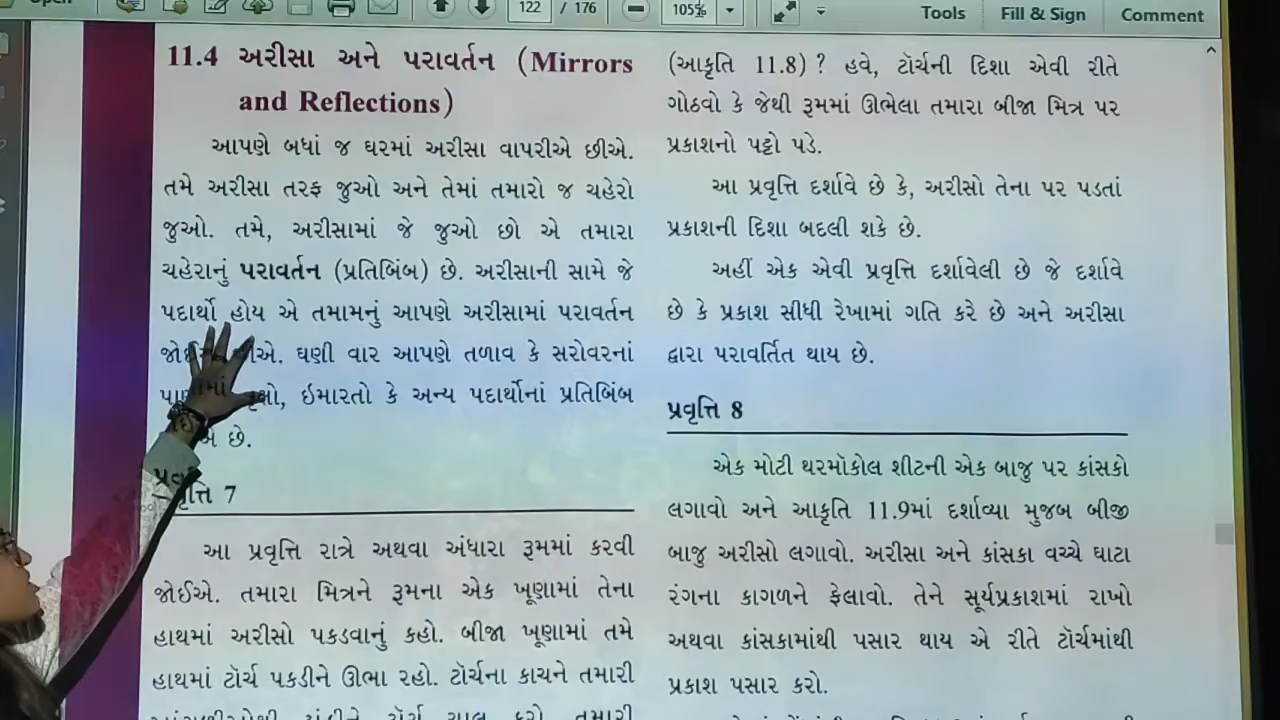 Open
122 / 176
105%
Tools
Fill & Sign
Comment
11.4 અરીસા અને પરાવર્તન (Mirrors
and Reflections)
આપણે બધાં જ ઘરમાં અરીસા વાપરીએ છીએ.
તમે અરીસા તરફ જુઓ અને તેમાં તમારો જ ચહેરો
જુઓ. તમે, અરીસામાં જે જુઓ છો એ તમારા
ચહેરાનું પરાવર્તન (પ્રતિબિંબ) છે. અરીસાની સામે જે
પદાર્થો હોય એ તમામનું આપણે અરીસામાં પરાવર્તન
ઘણી વાર આપણે તળાવ કે સરોવરનાં
ઇમારતો કે અન્ય પદાર્થોનાં પ્રતિબિંબ
છે.
પ્રવૃત્તિ 7
આ પ્રવૃત્તિ રાત્રે અથવા અંધારા રૂમમાં કરવી
જોઈએ. તમારા મિત્રને રૂમના એક ખૂણામાં તેના
હાથમાં અરીસો પકડવાનું કહો. બીજા ખૂણામાં તમે
હાથમાં ટૉર્ચ પકડીને ઊભા રહો. ટૉર્ચના કાચને તમારી
(આકૃતિ 11.8) ? હવે, ટૉર્ચની દિશા એવી રીતે
ગોઠવો કે જેથી રૂમમાં ઊભેલા તમારા બીજા મિત્ર પર
પ્રકાશનો પટ્ટો પડે.
આ પ્રવૃત્તિ દર્શાવે છે કે, અરીસો તેના પર પડતાં
પ્રકાશની દિશા બદલી શકે છે.
અહીં એક એવી પ્રવૃત્તિ દર્શાવેલી છે જે દર્શાવે
છે કે પ્રકાશ સીધી રેખામાં ગતિ કરે છે અને અરીસા
દ્વારા પરાવર્તિત થાય છે.
પ્રવૃત્તિ 8
એક મોટી થરમૉકોલ શીટની એક બાજુ પર કાંસકો
લગાવો અને આકૃતિ 11.9માં દર્શાવ્યા મુજબ બીજી
બાજુ અરીસો લગાવો. અરીસા અને કાંસકા વચ્ચે ઘાટા
રંગના કાગળને ફેલાવો. તેને સૂર્યપ્રકાશમાં રાખો
અથવા કાંસકામાંથી પસાર થાય એ રીતે ટૉર્ચમાંથી
પ્રકાશ પસાર કરો.